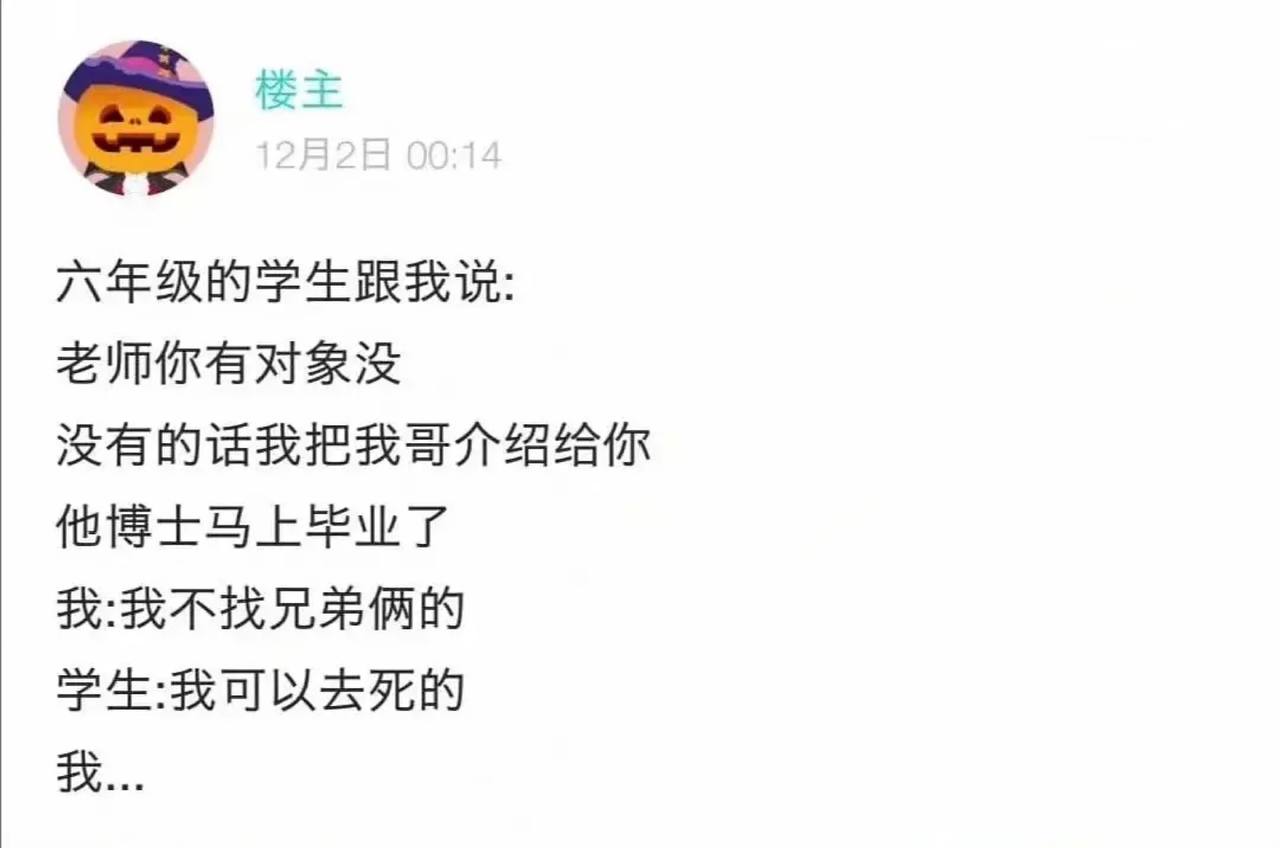 楼主
12月2日 00:14
六年级的学生跟我说:
老师你有对象没
没有的话我把我哥介绍给你
他博士马上毕业了
我:我不找兄弟俩的
学生:我可以去死的
我...